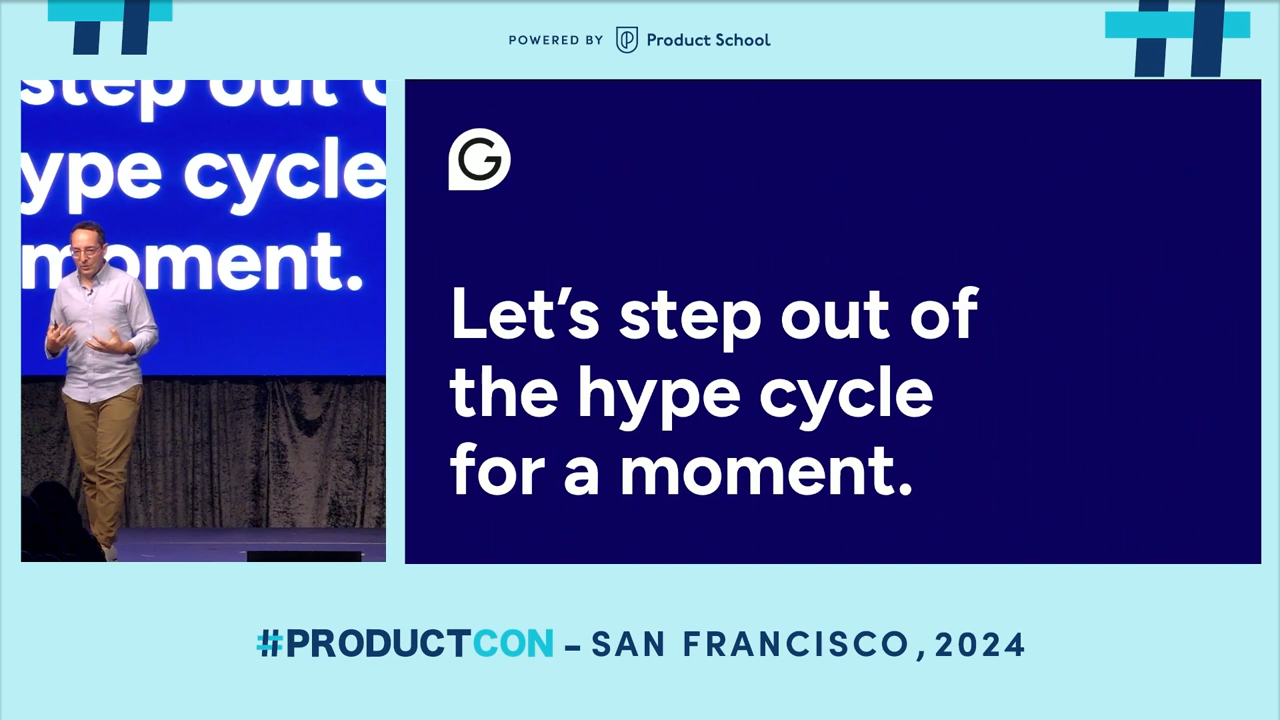 POWERED BY Product School
step out o
ype cycle
moment.
G
Let’s step out of
the hype cycle
for a moment.
#PRODUCTCON – SAN FRANCISCO, 2024